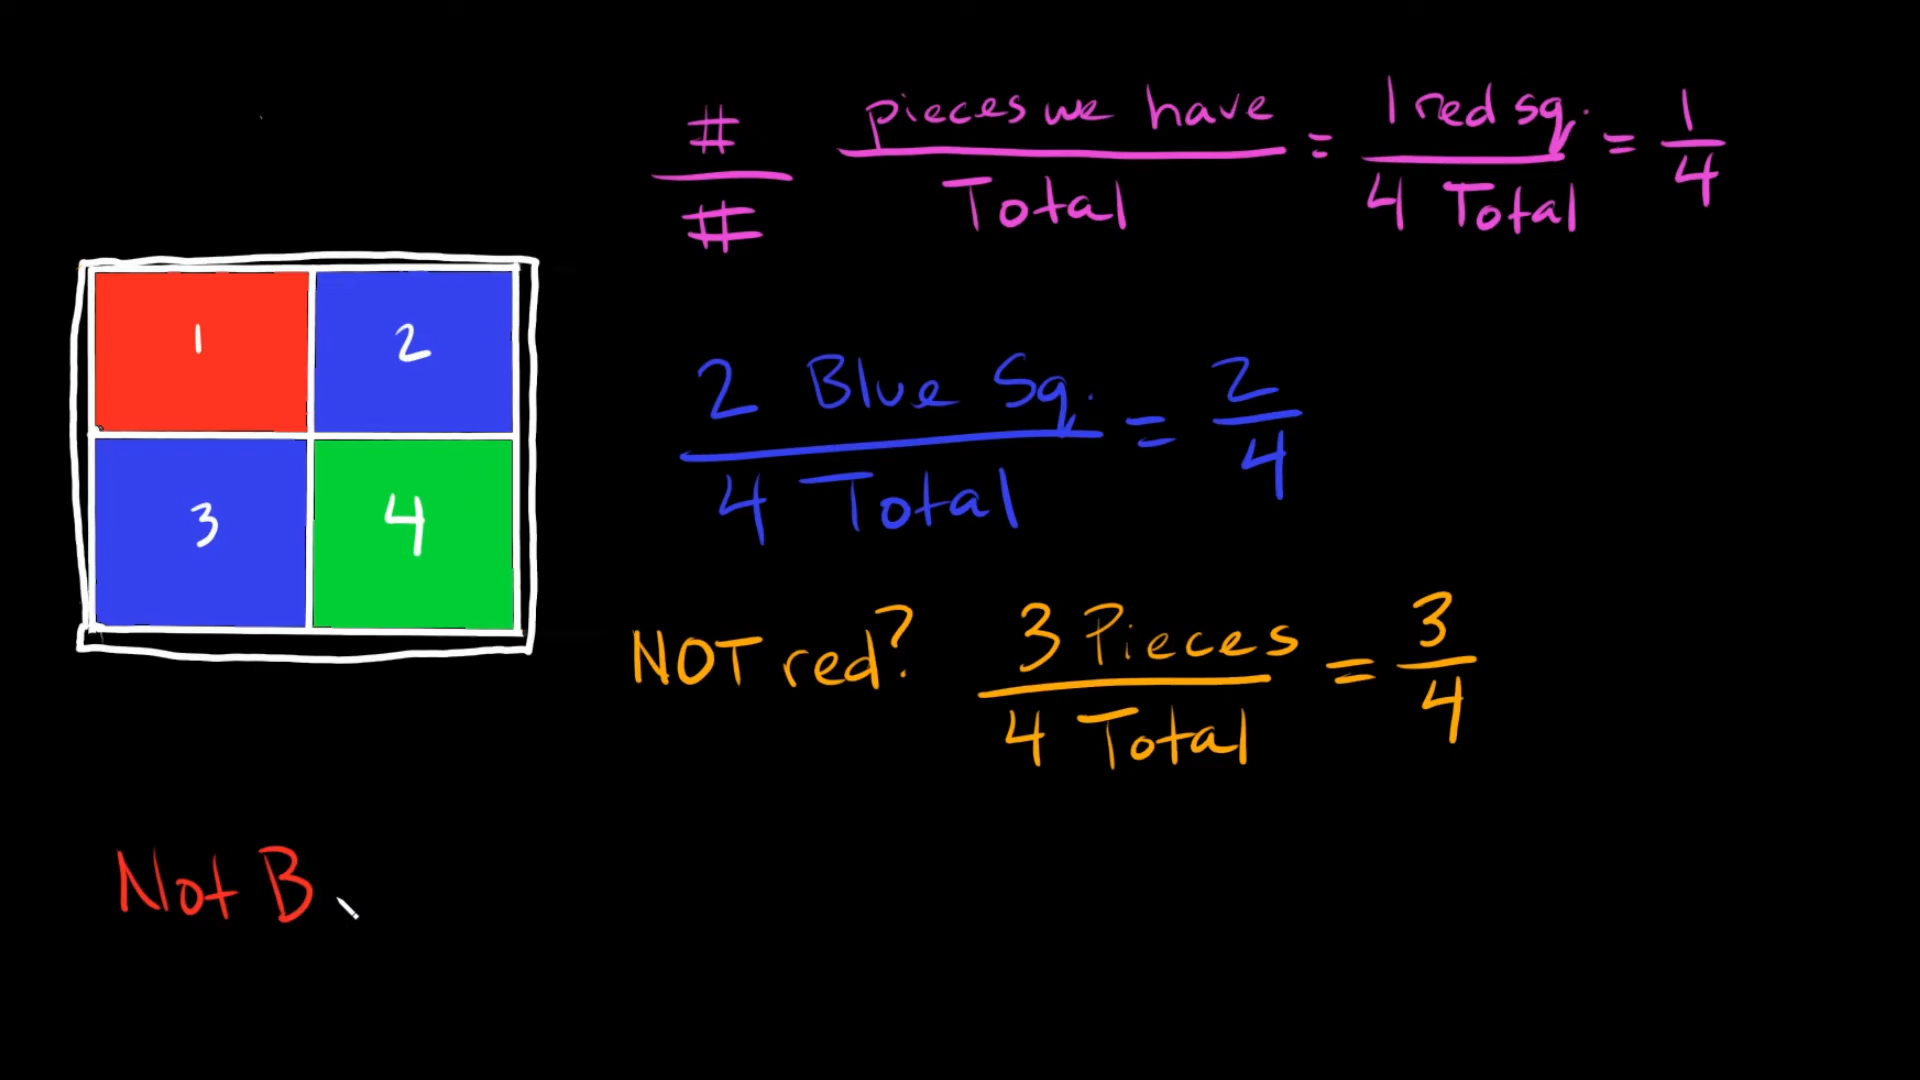 # pieces we have = 1 red sq. = 1
# Total 4 Total 4
1 2
2 Blue Sq. = 2
4 Total 4
3 4
NOT red? 3 Pieces = 3
4 Total 4
Not B